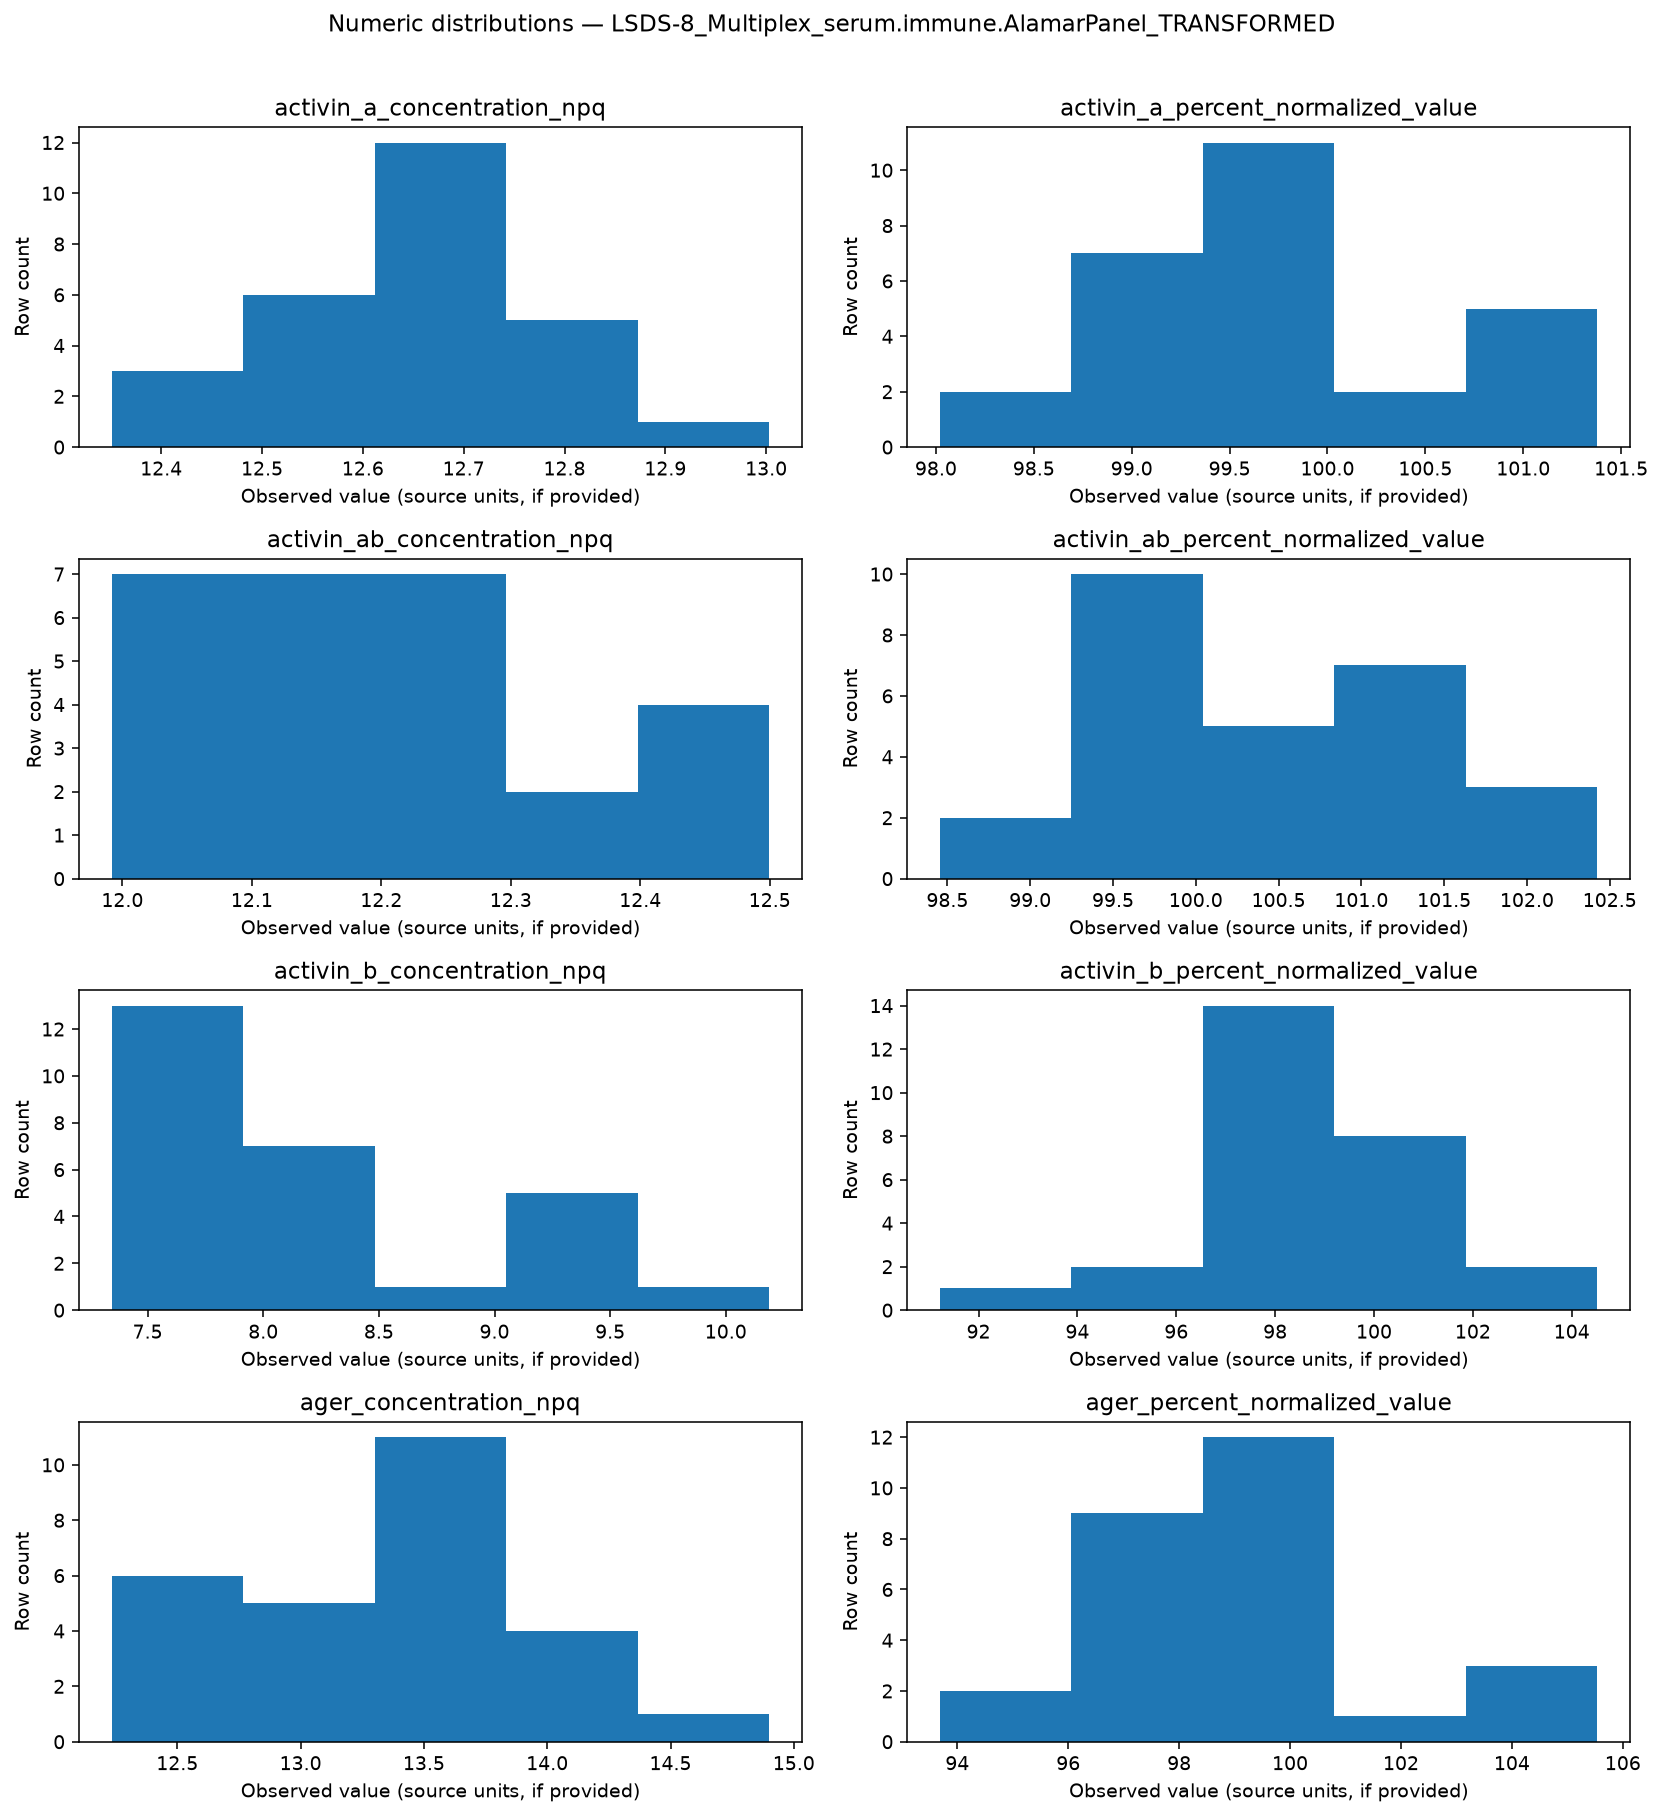 Numeric distributions — LSDS-8_Multiplex_serum.immune.AlamarPanel_TRANSFORMED
activin_a_concentration_npq
12
10
8
6
4
2
0
Row count
12.4 12.5 12.6 12.7 12.8 12.9 13.0
Observed value (source units, if provided)
activin_a_percent_normalized_value
10
8
6
4
2
0
Row count
98.0 98.5 99.0 99.5 100.0 100.5 101.0 101.5
Observed value (source units, if provided)
activin_ab_concentration_npq
7
6
5
4
3
2
1
0
Row count
12.0 12.1 12.2 12.3 12.4 12.5
Observed value (source units, if provided)
activin_ab_percent_normalized_value
10
8
6
4
2
0
Row count
98.5 99.0 99.5 100.0 100.5 101.0 101.5 102.0 102.5
Observed value (source units, if provided)
activin_b_concentration_npq
12
10
8
6
4
2
0
Row count
7.5 8.0 8.5 9.0 9.5 10.0
Observed value (source units, if provided)
activin_b_percent_normalized_value
14
12
10
8
6
4
2
0
Row count
92 94 96 98 100 102 104
Observed value (source units, if provided)
ager_concentration_npq
10
8
6
4
2
0
Row count
12.5 13.0 13.5 14.0 14.5 15.0
Observed value (source units, if provided)
ager_percent_normalized_value
12
10
8
6
4
2
0
Row count
94 96 98 100 102 104 106
Observed value (source units, if provided)